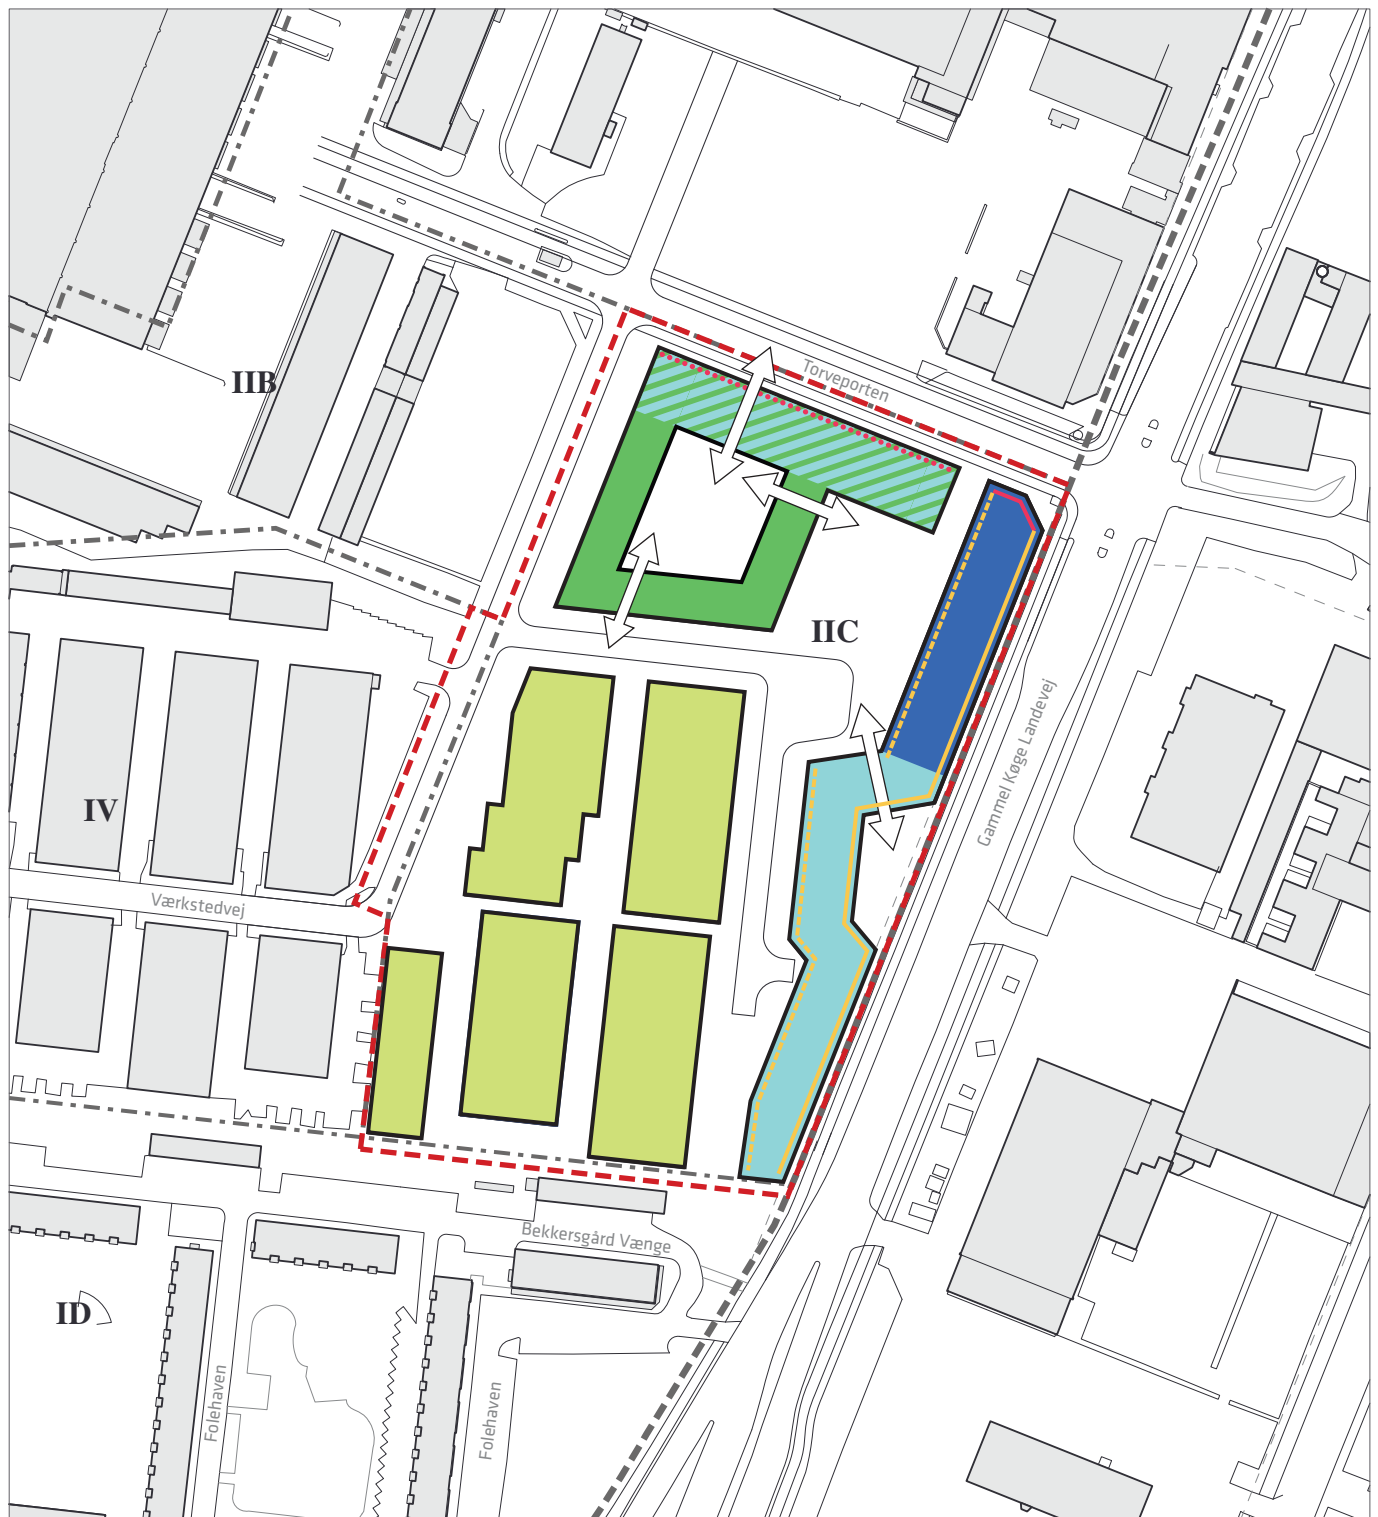 Torveporten
IIB
IIC
Gammel Køge Landevej
IV
Værkstedvej
Bekkersgård Vænge
ID
Folehaven
Folehaven